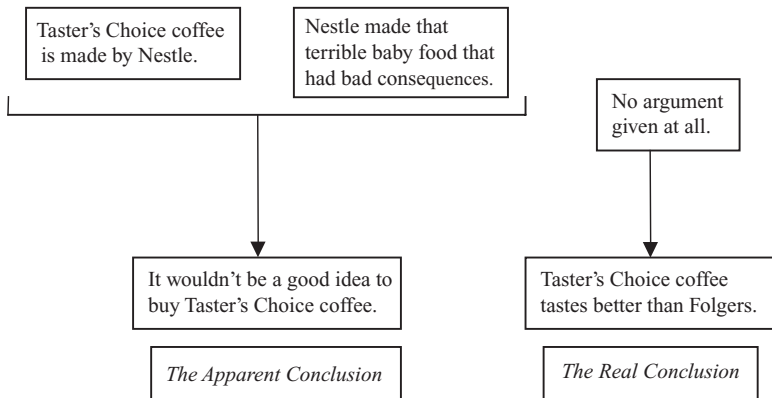 Taster’s Choice coffee
is made by Nestle.
Nestle made that
terrible baby food that
had bad consequences.
No argument
given at all.
It wouldn’t be a good idea to
buy Taster’s Choice coffee.
Taster’s Choice coffee
tastes better than Folgers.
The Apparent Conclusion
The Real Conclusion